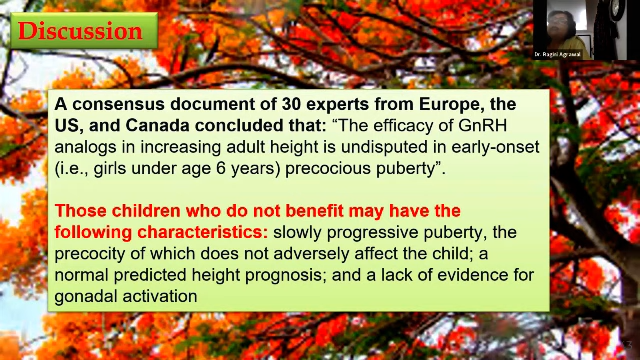 Discussion
Dr. Ragini Agrawal
A consensus document of 30 experts from Europe, the
US, and Canada concluded that: “The efficacy of GnRH
analogs in increasing adult height is undisputed in early-onset
(i.e., girls under age 6 years) precocious puberty”.
Those children who do not benefit may have the
following characteristics: slowly progressive puberty, the
precocity of which does not adversely affect the child; a
normal predicted height prognosis; and a lack of evidence for
gonadal activation